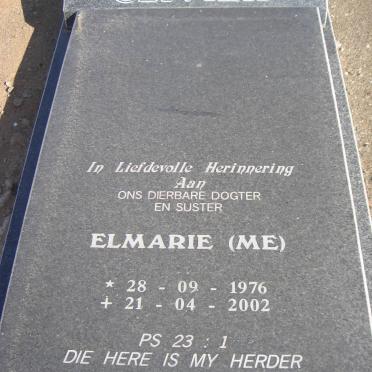 In Liefdevolle Herinnering
Aan
ONS DIERBARE DOGTER
EN SUSTER
ELMARIE (ME)
* 28 - 09 - 1976
+ 21 - 04 - 2002
PS 23 : 1
DIE HERE IS MY HERDER